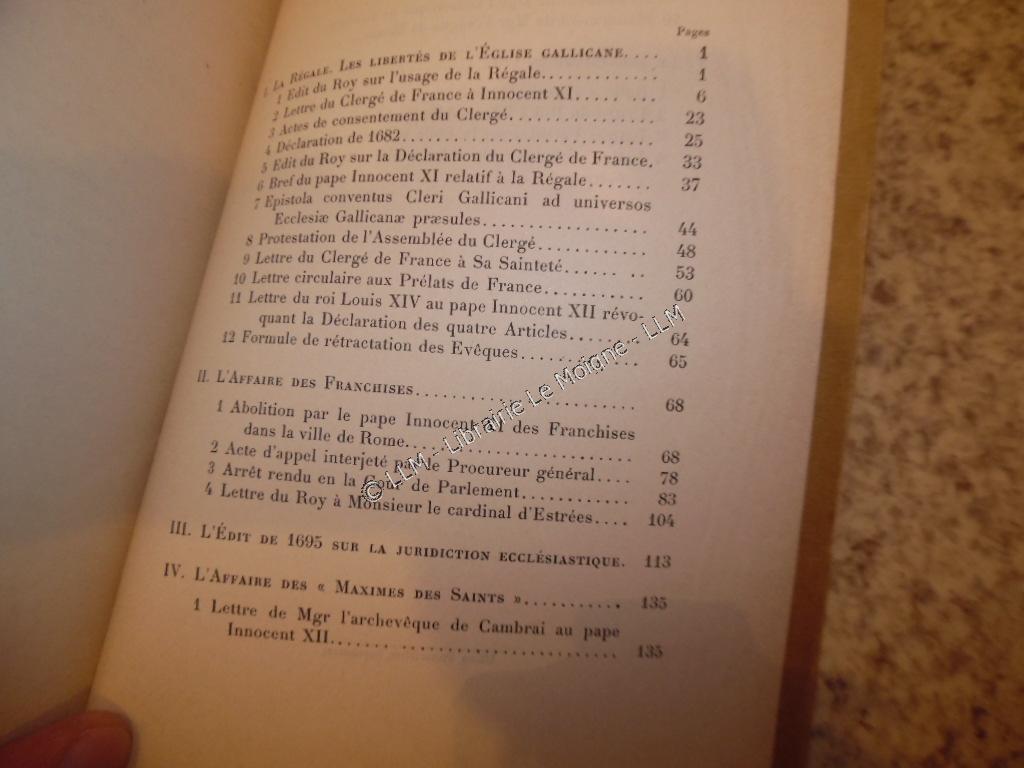 Pages
I. La Régale. Les libertés de l'Église gallicane.... 1
1 Edit du Roy sur l'usage de la Régale............. 1
2 Lettre du Clergé de France à Innocent XI..... ... 6
3 Actes de consentement du Clergé................. 23
4 Déclaration de 1682............................. 25
5 Edit du Roy sur la Déclaration du Clergé de France. 33
6 Bref du pape Innocent XI relatif à la Régale....... 37
7 Epistola conventus Cleri Gallicani ad universos
Ecclesiæ Gallicanæ præsules.................. 44
8 Protestation de l'Assemblée du Clergé............ 48
9 Lettre du Clergé de France à Sa Sainteté...... .. 53
10 Lettre circulaire aux Prélats de France........... 60
11 Lettre du roi Louis XIV au pape Innocent XII révo-
quant la Déclaration des quatre Articles......... 64
12 Formule de rétractation des Evêques............. 65
II. L'Affaire des Franchises........................ 68
1 Abolition par le pape Innocent XI des Franchises
dans la ville de Rome........................ 68
2 Acte d'appel interjeté par le Procureur général.... 78
3 Arrêt rendu en la Cour de Parlement............ 83
4 Lettre du Roy à Monsieur le cardinal d'Estrées.... 104
III. L'Édit de 1695 sur la juridiction ecclésiastique. 113
IV. L'Affaire des « Maximes des Saints »........... 135
1 Lettre de Mgr l'archevêque de Cambrai au pape
Innocent XII...... ......................... 135
© LLM - Librairie Le Moigne - LLM